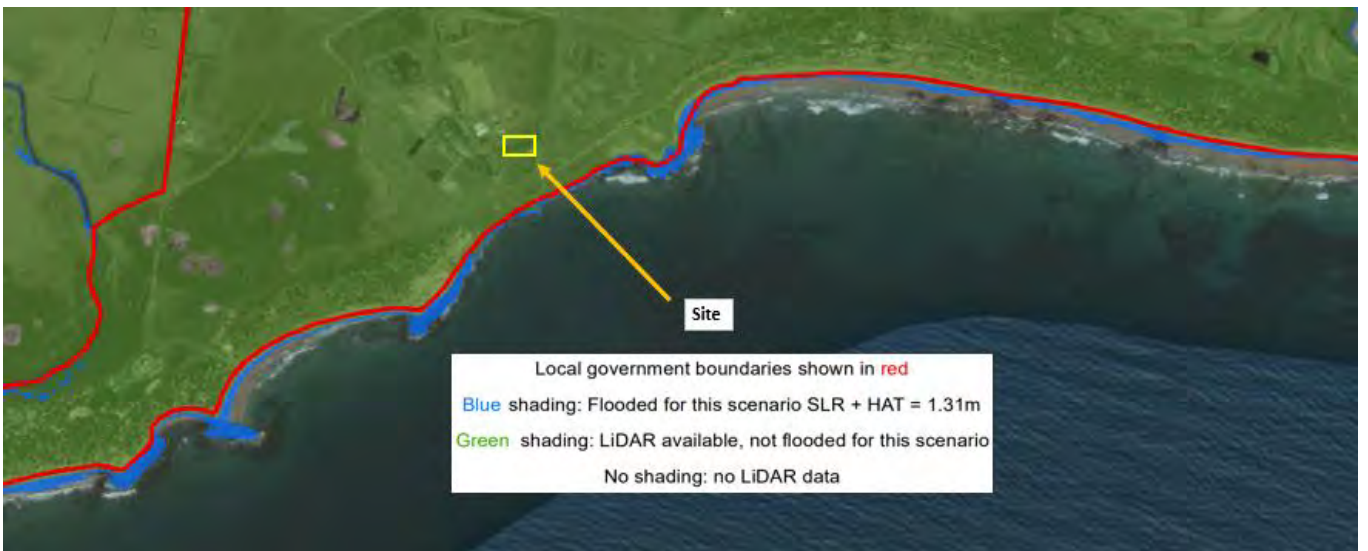 Site
Local government boundaries shown in red
Blue shading: Flooded for this scenario SLR + HAT = 1.31m
Green shading: LiDAR available, not flooded for this scenario
No shading: no LiDAR data